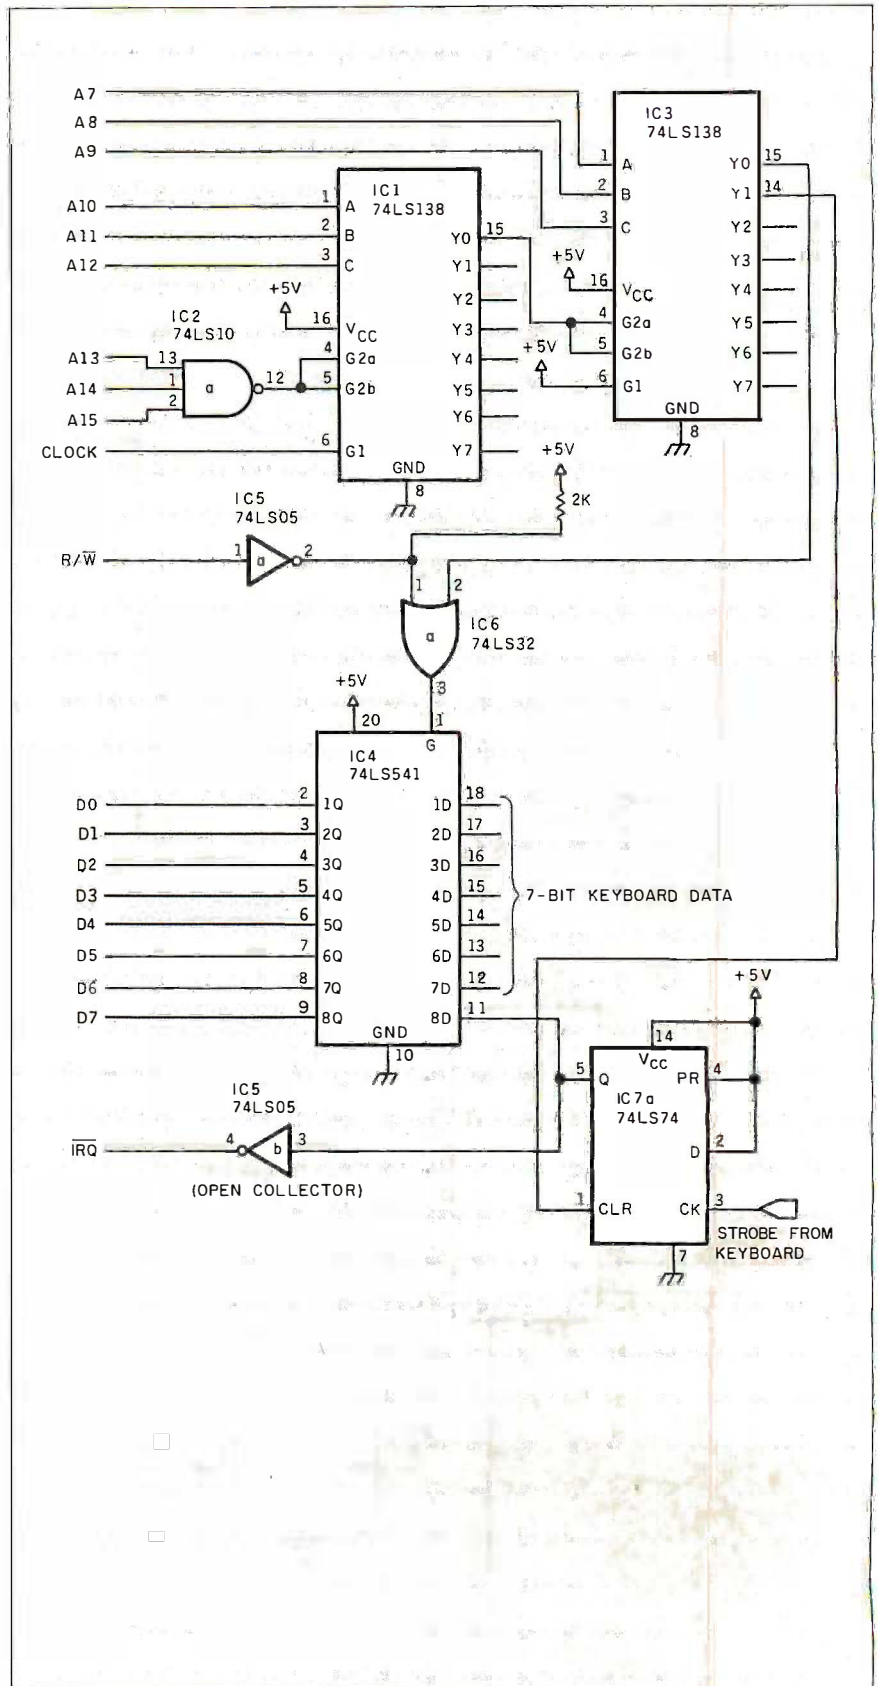 A7
A8
A9
A10
A11
A12
A13
A14
A15
CLOCK
IC2
74LS10
13
1
2
a
12
+5V
IC1
74LS138
1 A
2 B
3 C
16 VCC
4 G2a
5 G2b
6 G1
GND
8
Y0 15
Y1
Y2
Y3
Y4
Y5
Y6
Y7
IC3
74LS138
1 A
2 B
3 C
+5V
16 VCC
4 G2a
5 G2b
+5V
6 G1
GND
8
Y0 15
Y1 14
Y2
Y3
Y4
Y5
Y6
Y7
+5V
2K
IC5
74LS05
R/W̅
1 a 2
1 2
a
IC6
74LS32
3
+5V
20
1
G
IC4
74LS541
D0 2 1Q 1D 18
D1 3 2Q 2D 17
D2 4 3Q 3D 16
D3 5 4Q 4D 15
D4 6 5Q 5D 14
D5 7 6Q 6D 13
D6 8 7Q 7D 12
D7 9 8Q 8D 11
7-BIT KEYBOARD DATA
GND
10
IC5
74LS05
I̅R̅Q̅
4 b 3
(OPEN COLLECTOR)
+5V
14
VCC
5 Q PR 4
IC7a
74LS74
D 2
1 CLR CK 3
7
STROBE FROM
KEYBOARD